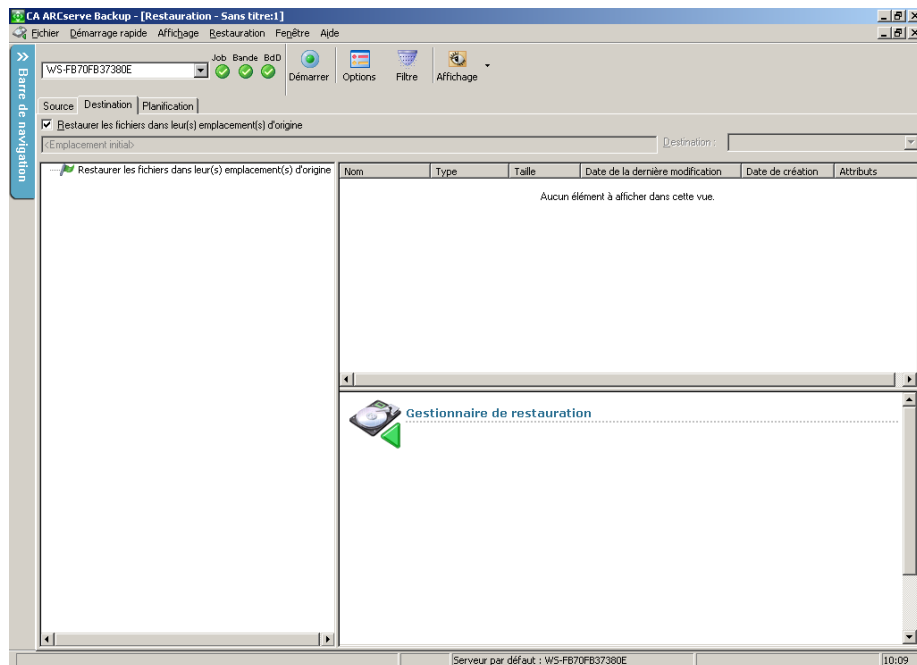 CA ARCserve Backup - [Restauration - Sans titre:1]
Fichier Démarrage rapide Affichage Restauration Fenêtre Aide
Barre de navigation
WS-FB70FB37380E
Job Bande BdD
Démarrer Options Filtre Affichage
Source Destination Planification
Restaurer les fichiers dans leur(s) emplacement(s) d'origine
<Emplacement initial> Destination :
Restaurer les fichiers dans leur(s) emplacement(s) d'origine
Nom Type Taille Date de la dernière modification Date de création Attributs
Aucun élément à afficher dans cette vue.
Gestionnaire de restauration
Serveur par défaut : WS-FB70FB37380E 10:09